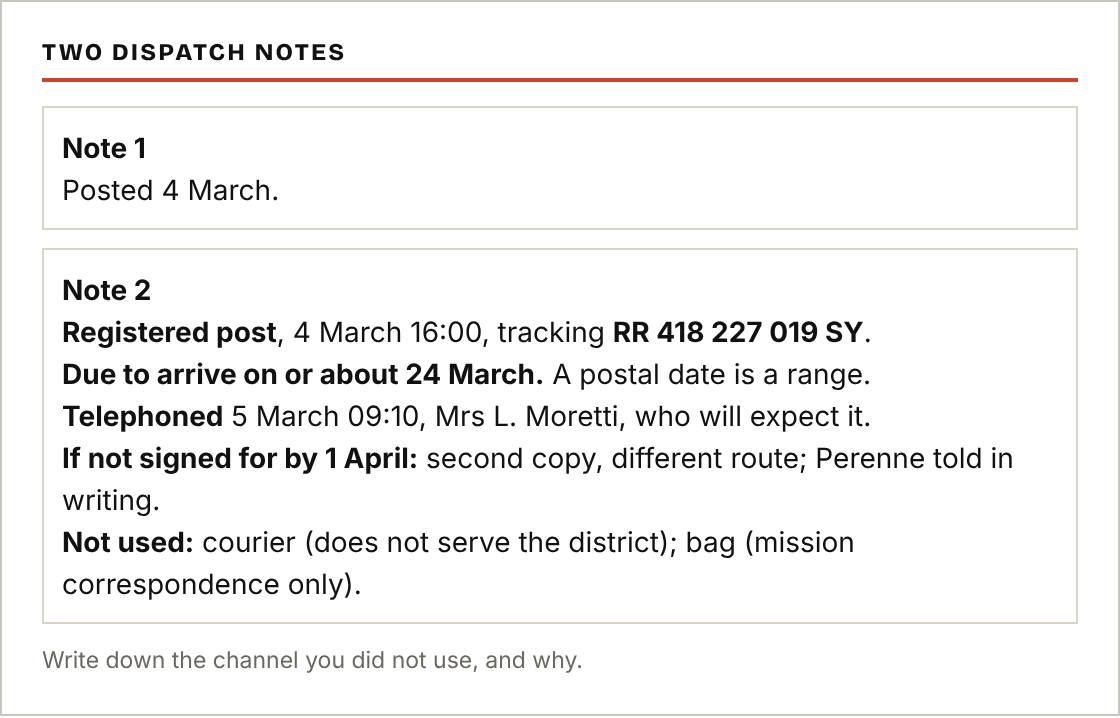 TWO DISPATCH NOTES
Note 1
Posted 4 March.
Note 2
Registered post, 4 March 16:00, tracking RR 418 227 019 SY.
Due to arrive on or about 24 March. A postal date is a range.
Telephoned 5 March 09:10, Mrs L. Moretti, who will expect it.
If not signed for by 1 April: second copy, different route; Perenne told in
writing.
Not used: courier (does not serve the district); bag (mission
correspondence only).
Write down the channel you did not use, and why.